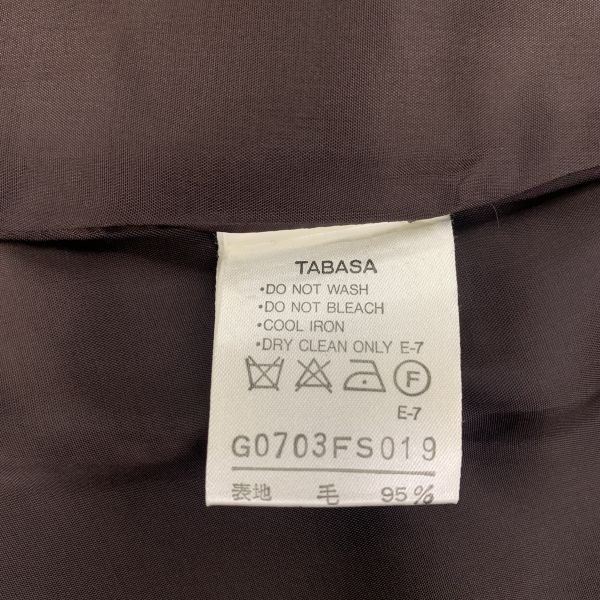 TABASA
・DO NOT WASH
・DO NOT BLEACH
・COOL IRON
・DRY CLEAN ONLY E-7
F
E-7
G0703FS019
表地 毛 95%